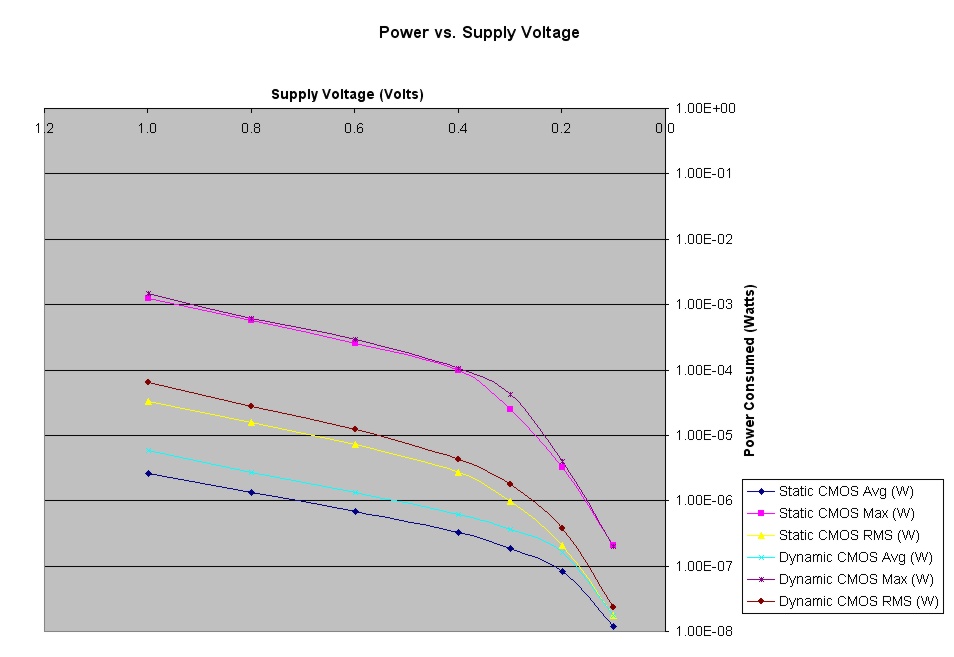 Power vs. Supply Voltage
Supply Voltage (Volts)
1.2 1.0 0.8 0.6 0.4 0.2 0.0
1.00E+00
1.00E-01
1.00E-02
1.00E-03
1.00E-04
1.00E-05
1.00E-06
1.00E-07
1.00E-08
Power Consumed (Watts)
Static CMOS Avg (W)
Static CMOS Max (W)
Static CMOS RMS (W)
Dynamic CMOS Avg (W)
Dynamic CMOS Max (W)
Dynamic CMOS RMS (W)